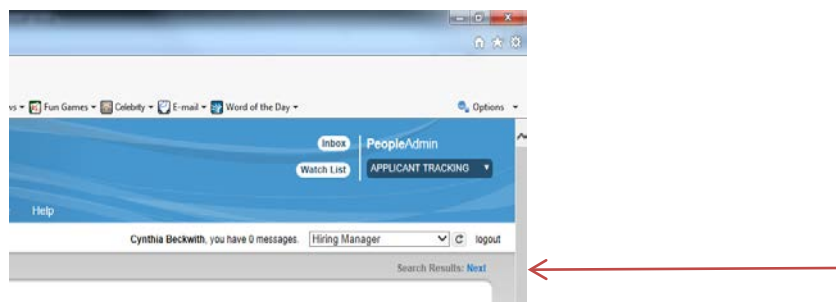 vs Fun Games Celebrity E-mail Word of the Day Options
Inbox PeopleAdmin
Watch List APPLICANT TRACKING
Help
Cynthia Beckwith, you have 0 messages. Hiring Manager logout
Search Results: Next